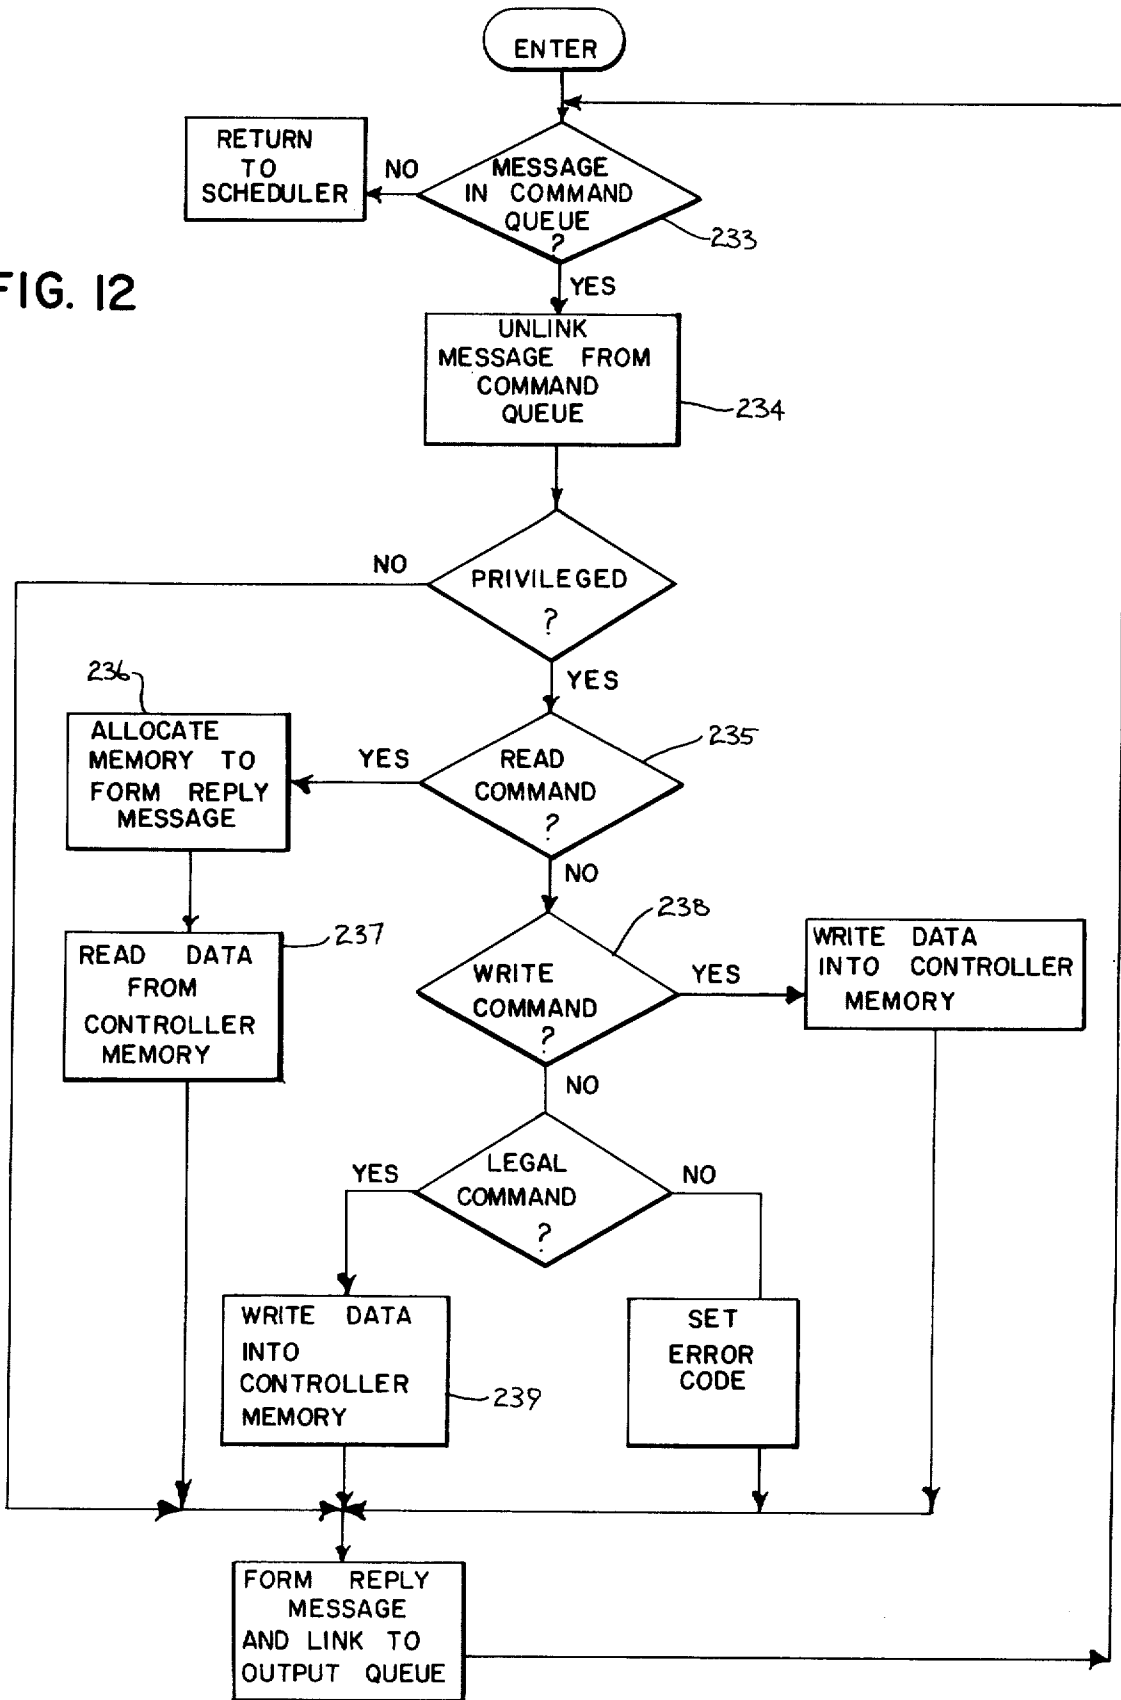 ENTER
RETURN
TO
SCHEDULER
NO
MESSAGE
IN COMMAND
QUEUE
?
233
FIG. 12
YES
UNLINK
MESSAGE FROM
COMMAND
QUEUE
234
NO
PRIVILEGED
?
YES
236
ALLOCATE
MEMORY TO
FORM REPLY
MESSAGE
YES
READ
COMMAND
?
235
NO
237
READ DATA
FROM
CONTROLLER
MEMORY
238
WRITE
COMMAND
?
YES
WRITE DATA
INTO CONTROLLER
MEMORY
NO
YES
LEGAL
COMMAND
?
NO
WRITE DATA
INTO
CONTROLLER
MEMORY
239
SET
ERROR
CODE
FORM REPLY
MESSAGE
AND LINK TO
OUTPUT QUEUE